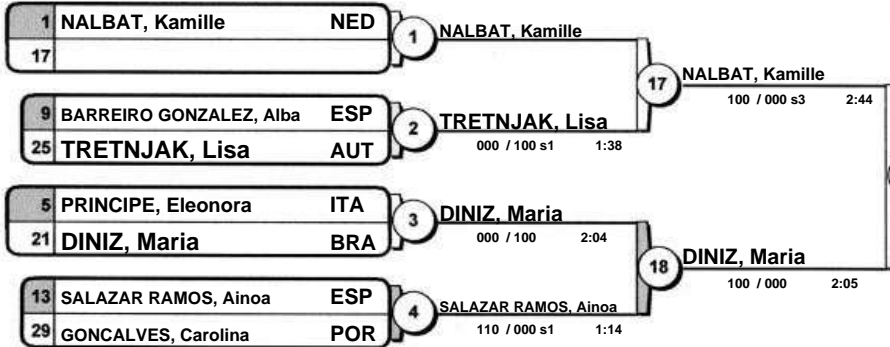 1 NALBAT, Kamille NED
17
1 NALBAT, Kamille
9 BARREIRO GONZALEZ, Alba ESP
25 TRETNJAK, Lisa AUT
2 TRETNJAK, Lisa
000 / 100 s1 1:38
17 NALBAT, Kamille
100 / 000 s3 2:44
5 PRINCIPE, Eleonora ITA
21 DINIZ, Maria BRA
3 DINIZ, Maria
000 / 100 2:04
13 SALAZAR RAMOS, Ainoa ESP
29 GONCALVES, Carolina POR
4 SALAZAR RAMOS, Ainoa
110 / 000 s1 1:14
18 DINIZ, Maria
100 / 000 2:05